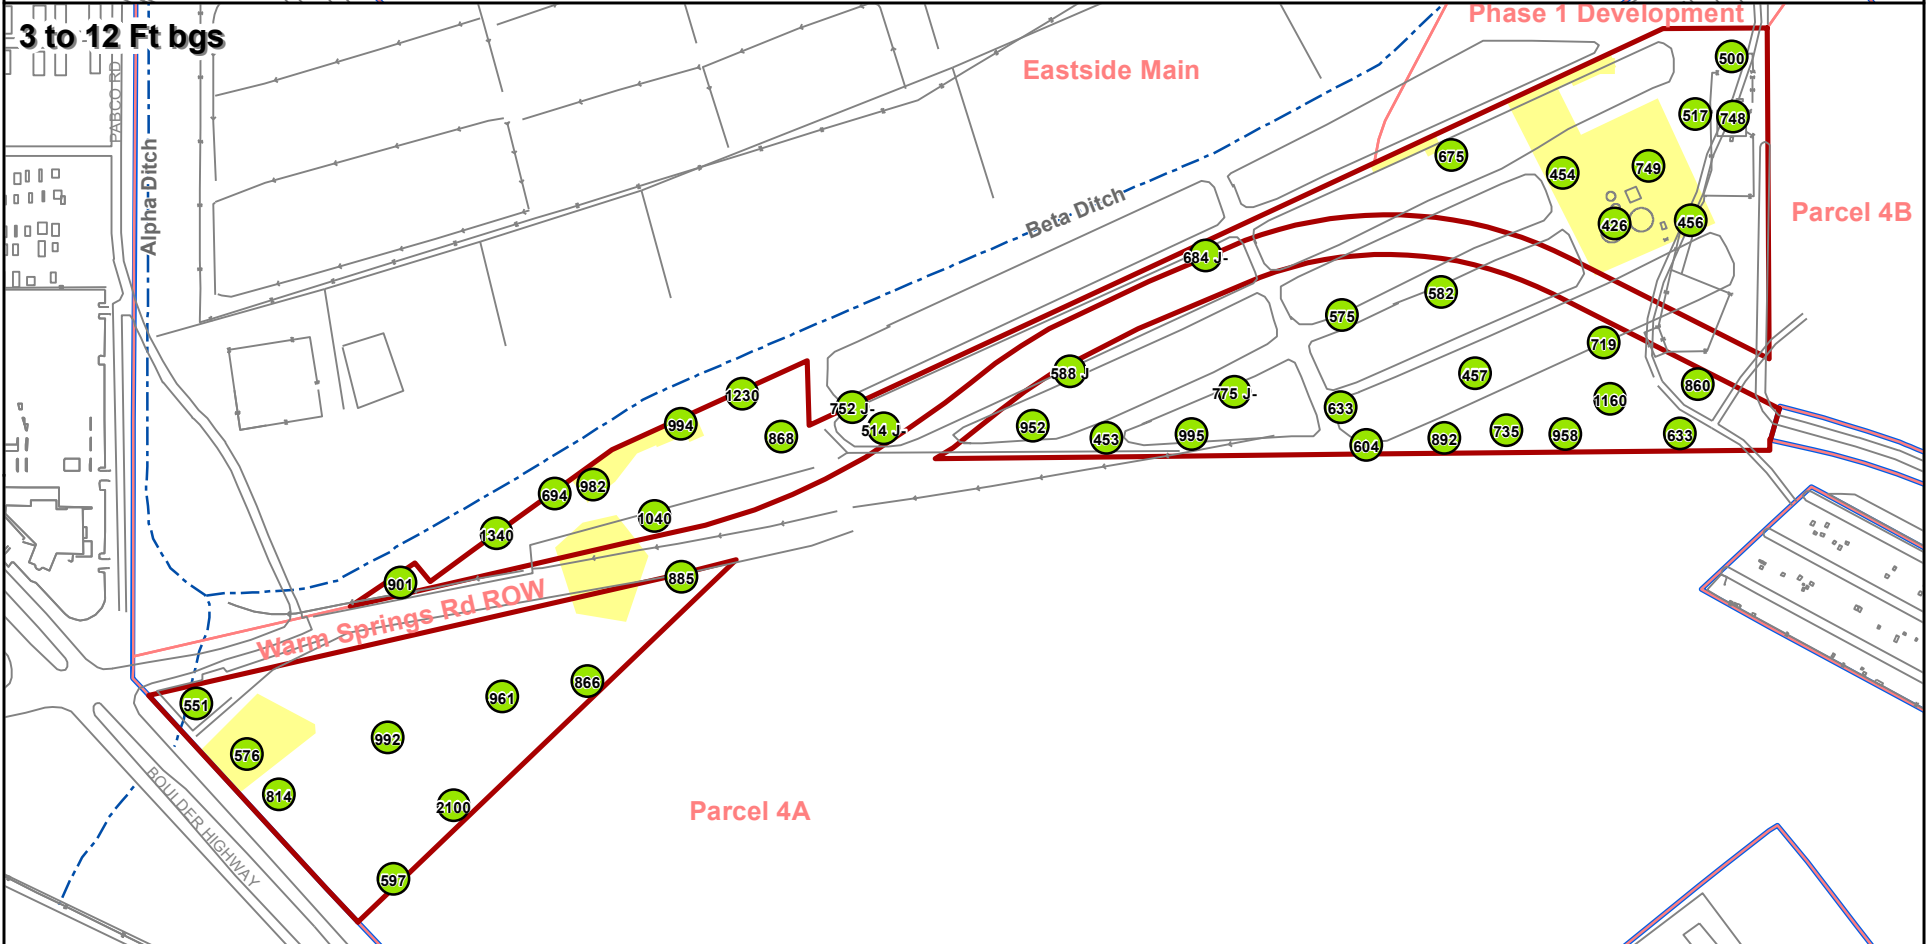 3 to 12 Ft bgs
Phase 1 Development
Eastside Main
PABCO RD
Alpha Ditch
Beta Ditch
Parcel 4B
500
517
748
675
454
749
426
456
684 J-
582
575
719
588 J
457
775 J-
860
1230
752 J-
633
1160
994
868
514 J-
952
453
995
604
892
735
958
633
694
982
1040
1340
901
885
Warm Springs Rd ROW
551
866
961
992
576
814
2100
Parcel 4A
BOULDER HIGHWAY
597